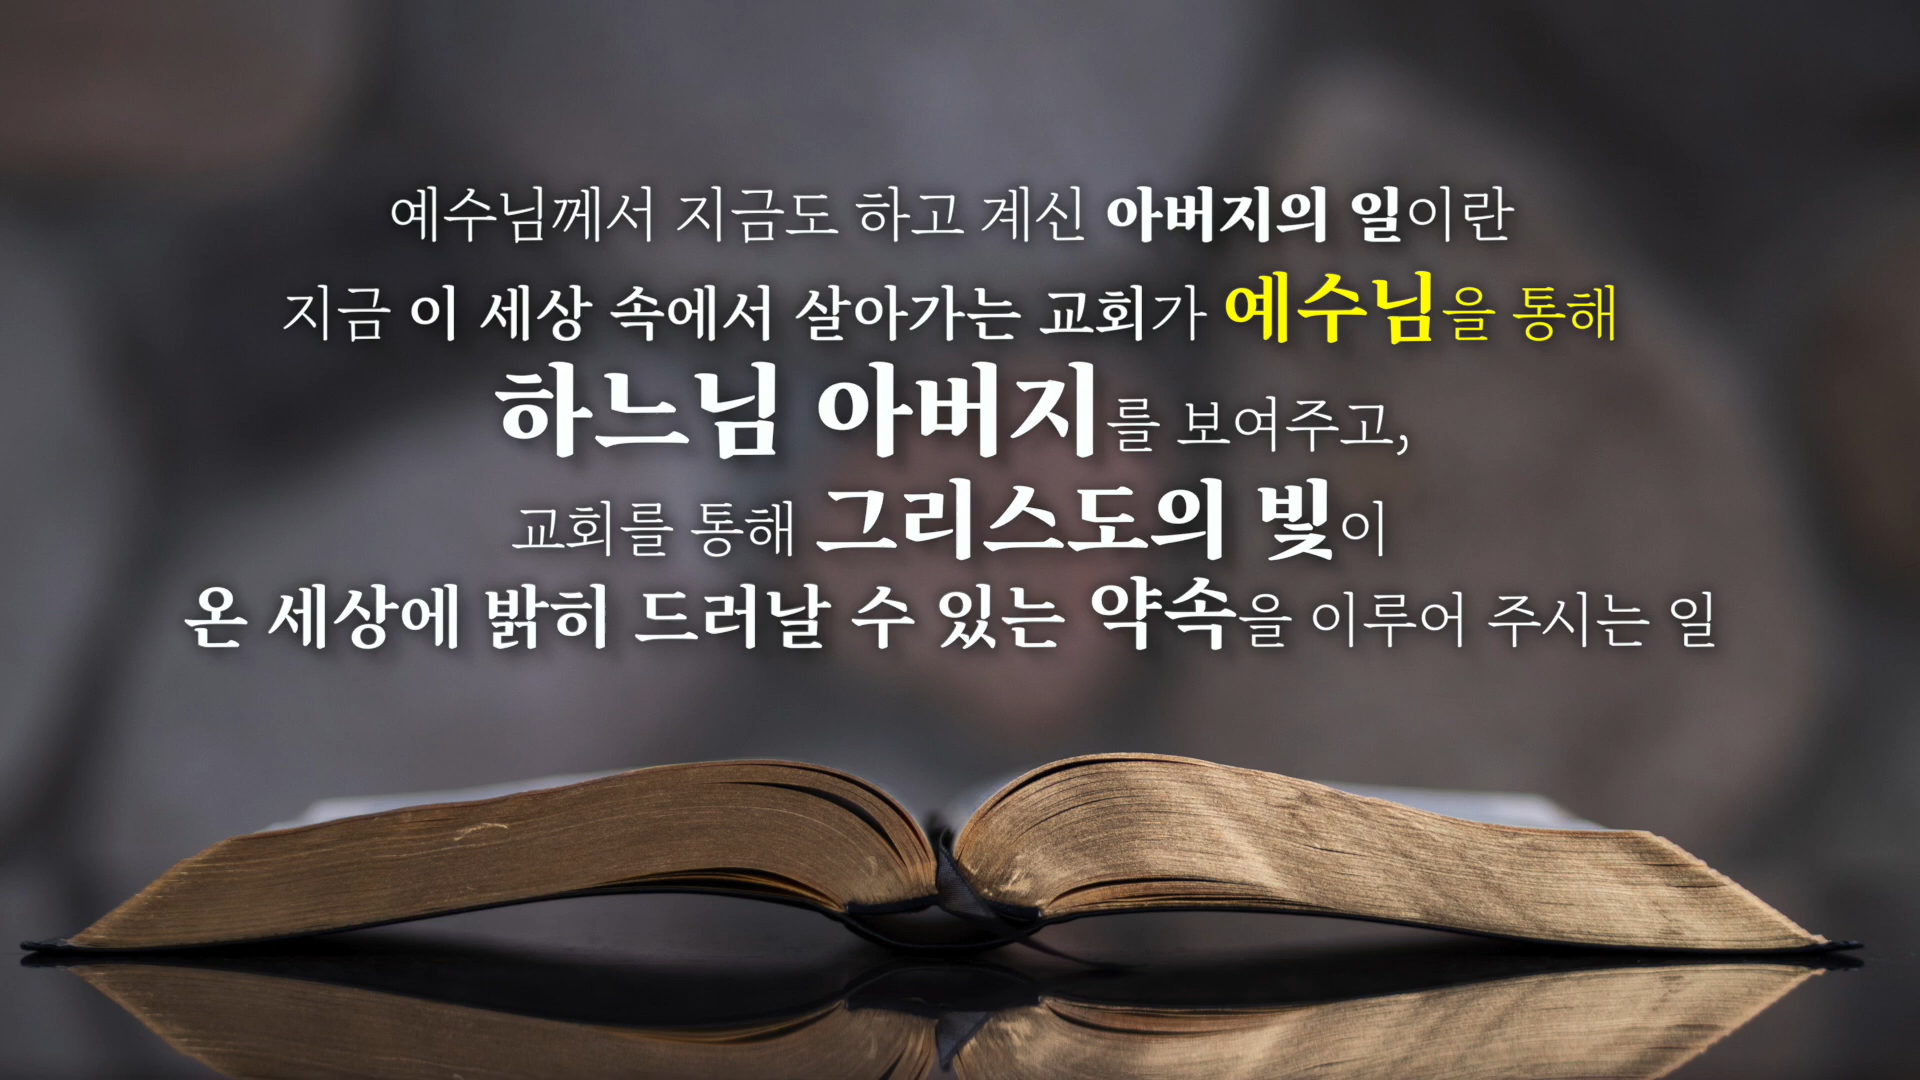 예수님께서 지금도 하고 계신 아버지의 일이란
지금 이 세상 속에서 살아가는 교회가 예수님을 통해
하느님 아버지를 보여주고,
교회를 통해 그리스도의 빛이
온 세상에 밝히 드러날 수 있는 약속을 이루어 주시는 일